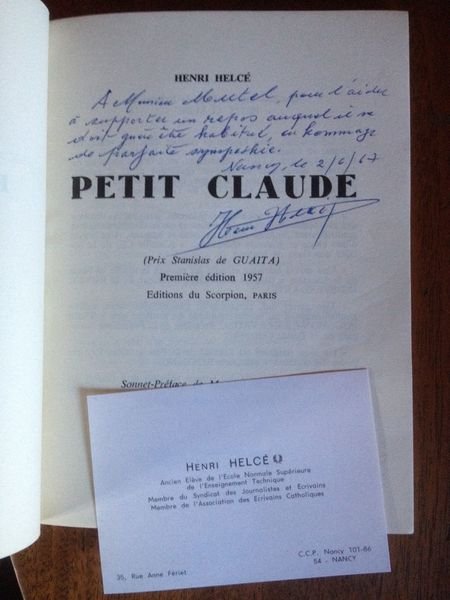 HENRI HELCÉ
A Monsieur Mentel, pour l'aider
à supporter un repos auquel il ne
doit guère être habitué, en hommage
de parfaite sympathie.
Nancy, le 2/6/67
PETIT CLAUDE
Henri Helcé
(Prix Stanislas de GUAITA)
Première édition 1957
Editions du Scorpion, PARIS
Sonnet-Préface de
HENRI HELCÉ
Ancien Elève de l'Ecole Normale Supérieure
de l'Enseignement Technique
Membre du Syndicat des Journalistes et Ecrivains
Membre de l'Association des Ecrivains Catholiques
C.C.P. Nancy 101-86
54 - NANCY
35, Rue Anne Fériet